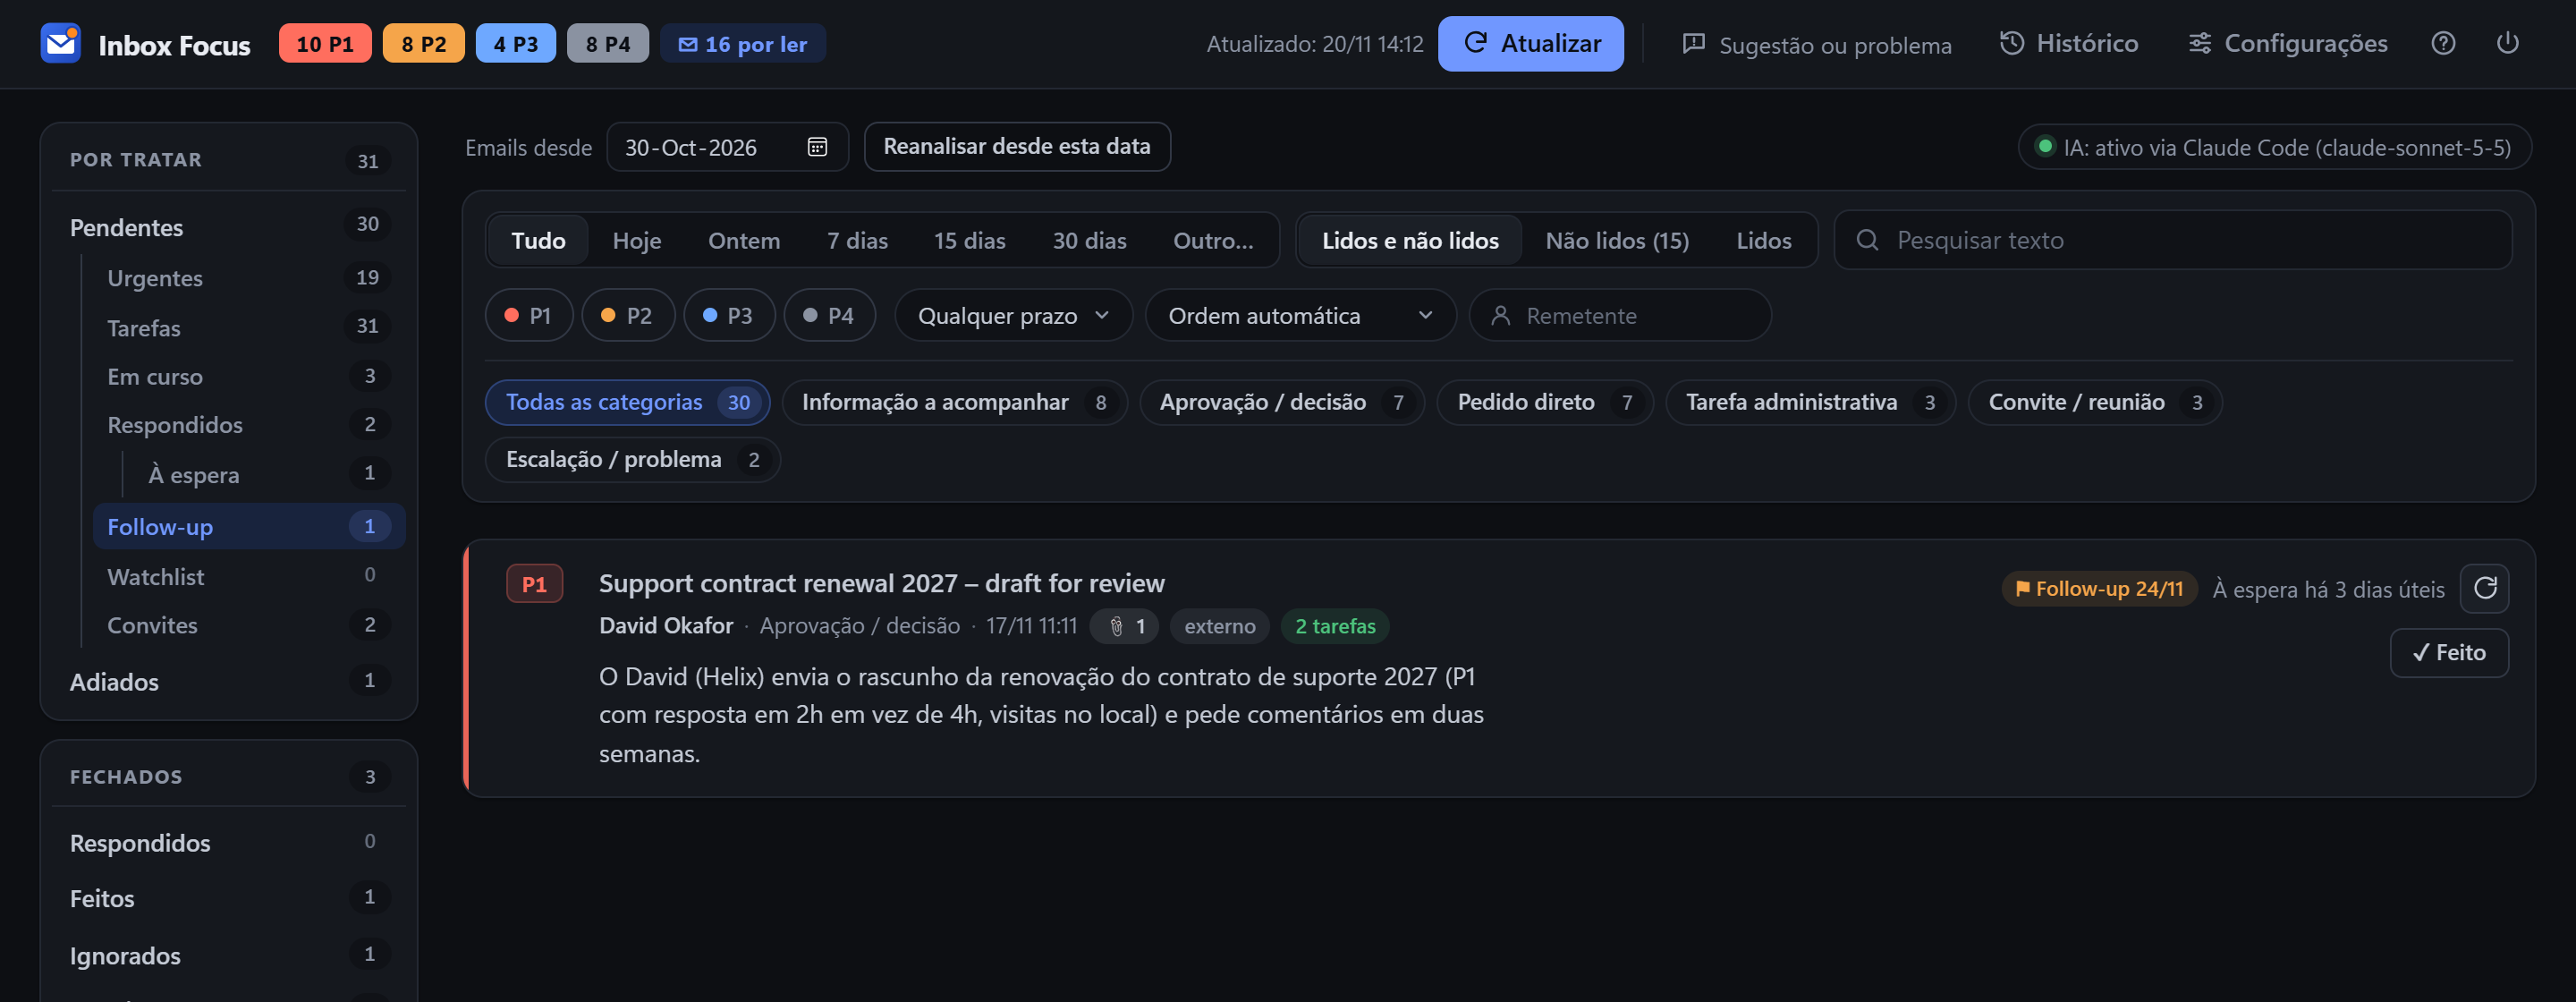 Inbox Focus 10 P1 8 P2 4 P3 8 P4 16 por ler Atualizado: 20/11 14:12 Atualizar Sugestão ou problema Histórico Configurações
POR TRATAR 31
Pendentes 30
Urgentes 19
Tarefas 31
Em curso 3
Respondidos 2
À espera 1
Follow-up 1
Watchlist 0
Convites 2
Adiados 1
FECHADOS 3
Respondidos 0
Feitos 1
Ignorados 1
Emails desde 30-Oct-2026 Reanalisar desde esta data IA: ativo via Claude Code (claude-sonnet-5-5)
Tudo Hoje Ontem 7 dias 15 dias 30 dias Outro... Lidos e não lidos Não lidos (15) Lidos Pesquisar texto
P1 P2 P3 P4 Qualquer prazo Ordem automática Remetente
Todas as categorias 30 Informação a acompanhar 8 Aprovação / decisão 7 Pedido direto 7 Tarefa administrativa 3 Convite / reunião 3
Escalação / problema 2
P1 Support contract renewal 2027 – draft for review Follow-up 24/11 À espera há 3 dias úteis
David Okafor · Aprovação / decisão · 17/11 11:11 1 externo 2 tarefas
✓ Feito
O David (Helix) envia o rascunho da renovação do contrato de suporte 2027 (P1
com resposta em 2h em vez de 4h, visitas no local) e pede comentários em duas
semanas.